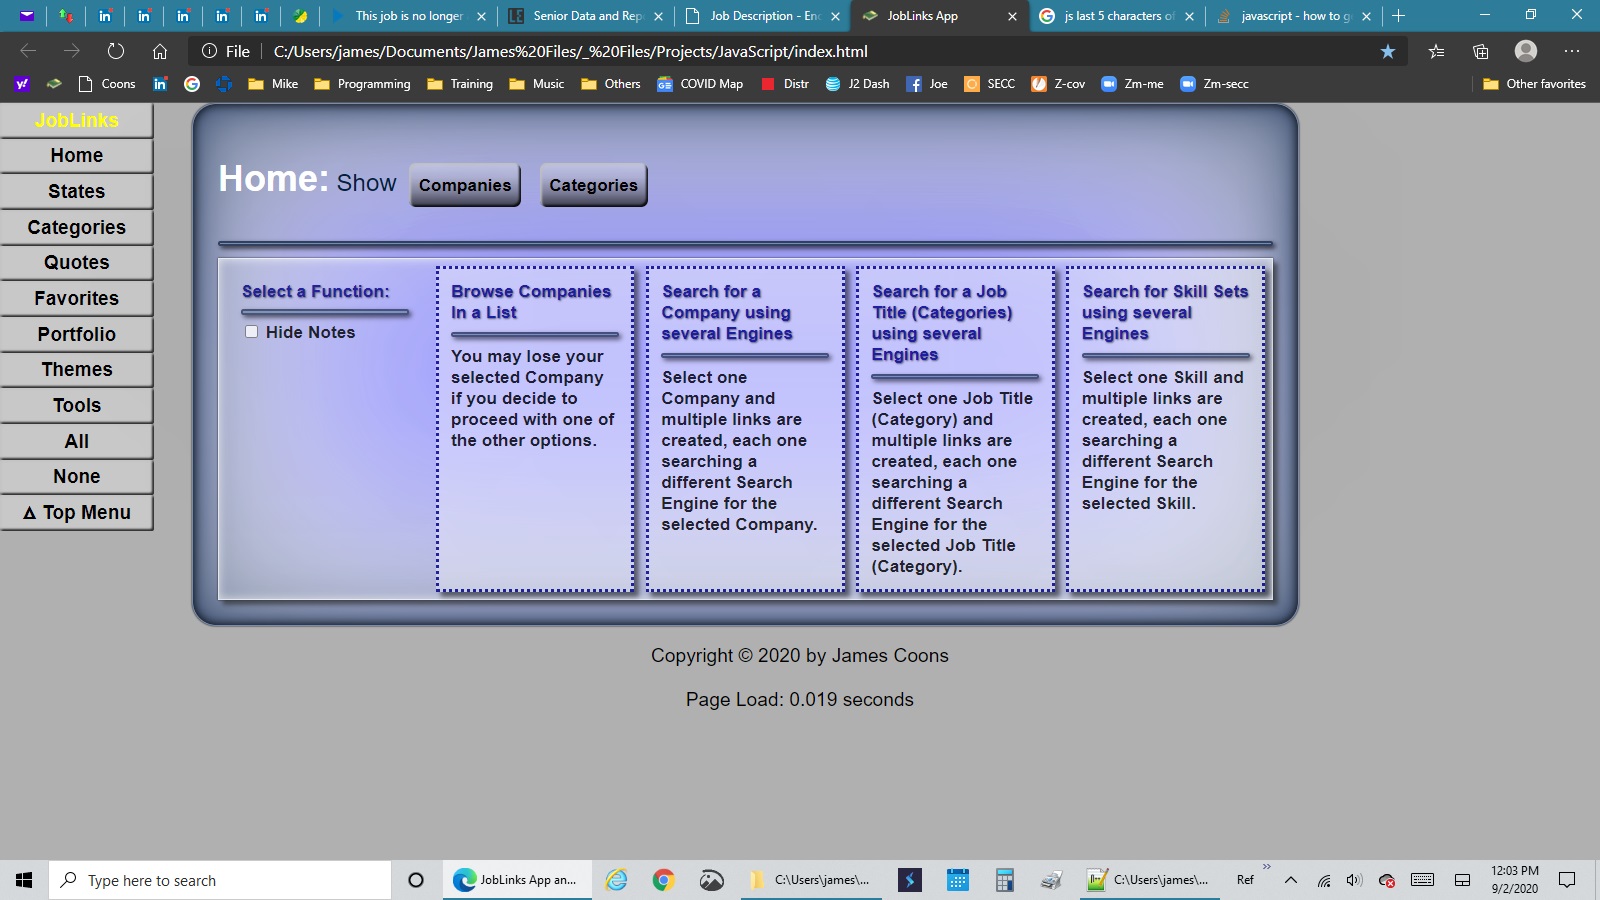 This job is no longer
Senior Data and Rep
Job Description - En
JobLinks App
js last 5 characters of
javascript - how to g
File
C:/Users/james/Documents/James%20Files/_%20Files/Projects/JavaScript/index.html
Coons
Mike
Programming
Training
Music
Others
COVID Map
Distr
J2 Dash
Joe
SECC
Z-cov
Zm-me
Zm-secc
Other favorites
JobLinks
Home
States
Categories
Quotes
Favorites
Portfolio
Themes
Tools
All
None
Δ Top Menu
Home: Show Companies Categories
Select a Function:
Hide Notes
Browse Companies
In a List
You may lose your
selected Company
if you decide to
proceed with one of
the other options.
Search for a
Company using
several Engines
Select one
Company and
multiple links are
created, each one
searching a
different Search
Engine for the
selected Company.
Search for a Job
Title (Categories)
using several
Engines
Select one Job Title
(Category) and
multiple links are
created, each one
searching a
different Search
Engine for the
selected Job Title
(Category).
Search for Skill Sets
using several
Engines
Select one Skill and
multiple links are
created, each one
searching a
different Search
Engine for the
selected Skill.
Copyright © 2020 by James Coons
Page Load: 0.019 seconds
Type here to search
JobLinks App an...
C:\Users\james\...
C:\Users\james\...
Ref
12:03 PM
9/2/2020